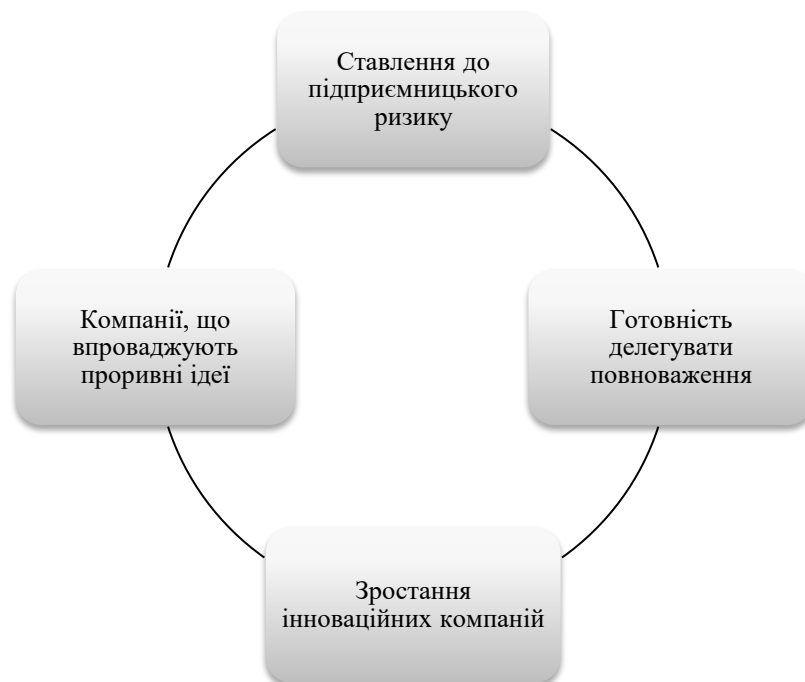 Ставлення до
підприємницького
ризику
Компанії, що
впроваджують
проривні ідеї
Готовність
делегувати
повноваження
Зростання
інноваційних компаній